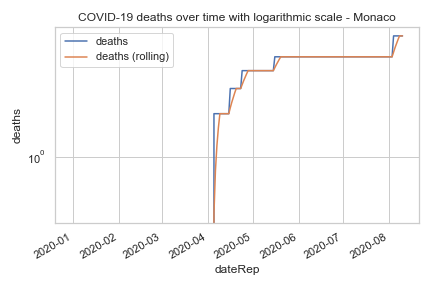 COVID-19 deaths over time with logarithmic scale - Monaco
deaths
deaths (rolling)
deaths
10⁰
2020-01
2020-02
2020-03
2020-04
2020-05
2020-06
2020-07
2020-08
dateRep